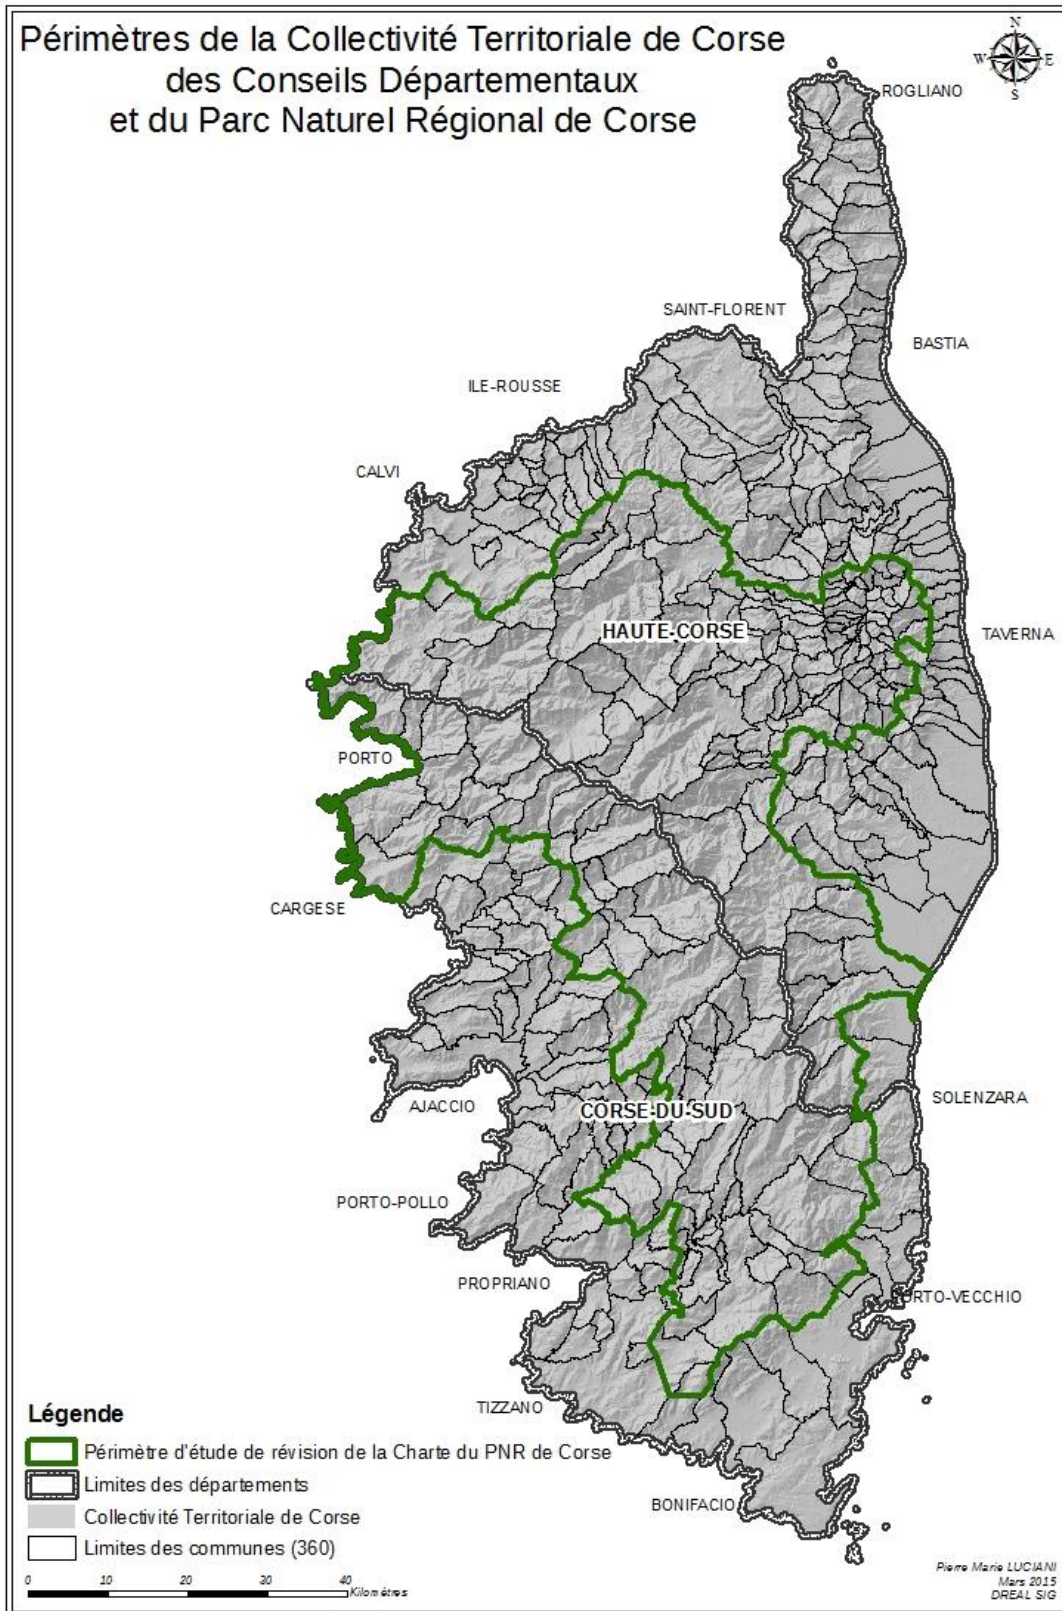 Périmètres de la Collectivité Territoriale de Corse
des Conseils Départementaux
et du Parc Naturel Régional de Corse
N
W E
S
ROGLIANO
SAINT-FLORENT
BASTIA
ILE-ROUSSE
CALVI
HAUTE-CORSE
TAVERNA
PORTO
CARGESE
SOLENZARA
AJACCIO
CORSE-DU-SUD
PORTO-POLLO
PROPRIANO
PORTO-VECCHIO
TIZZANO
BONIFACIO
Légende
Périmètre d'étude de révision de la Charte du PNR de Corse
Limites des départements
Collectivité Territoriale de Corse
Limites des communes (360)
0 10 20 30 40
Kilomètres
Pierre Marie LUCIANI
Mars 2015
DREAL SIG